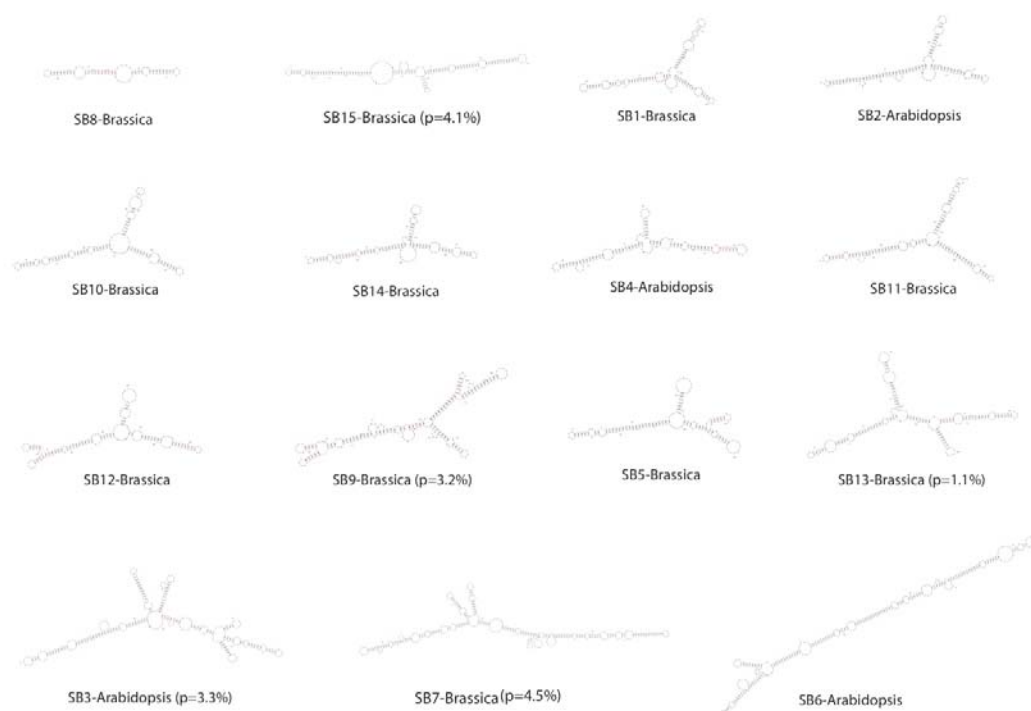 SB8-Brassica
SB15-Brassica (p=4.1%)
SB1-Brassica
SB2-Arabidopsis
SB10-Brassica
SB14-Brassica
SB4-Arabidopsis
SB11-Brassica
SB12-Brassica
SB9-Brassica (p=3.2%)
SB5-Brassica
SB13-Brassica (p=1.1%)
SB3-Arabidopsis (p=3.3%)
SB7-Brassica(p=4.5%)
SB6-Arabidopsis